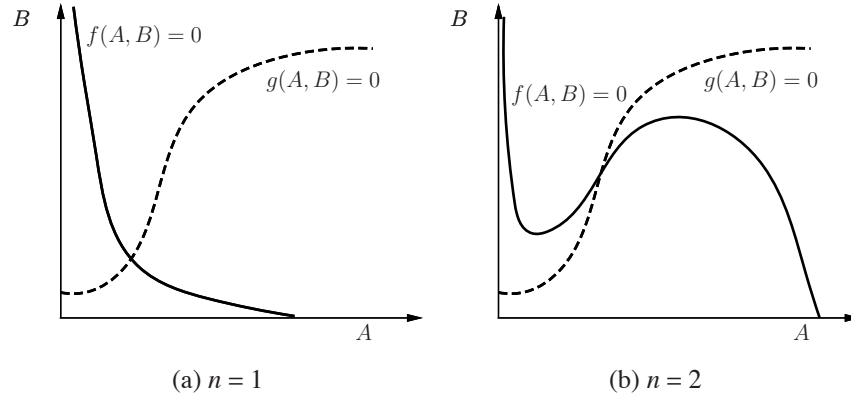 B
f(A, B) = 0
g(A, B) = 0
A
(a) n = 1
B
f(A, B) = 0
g(A, B) = 0
A
(b) n = 2